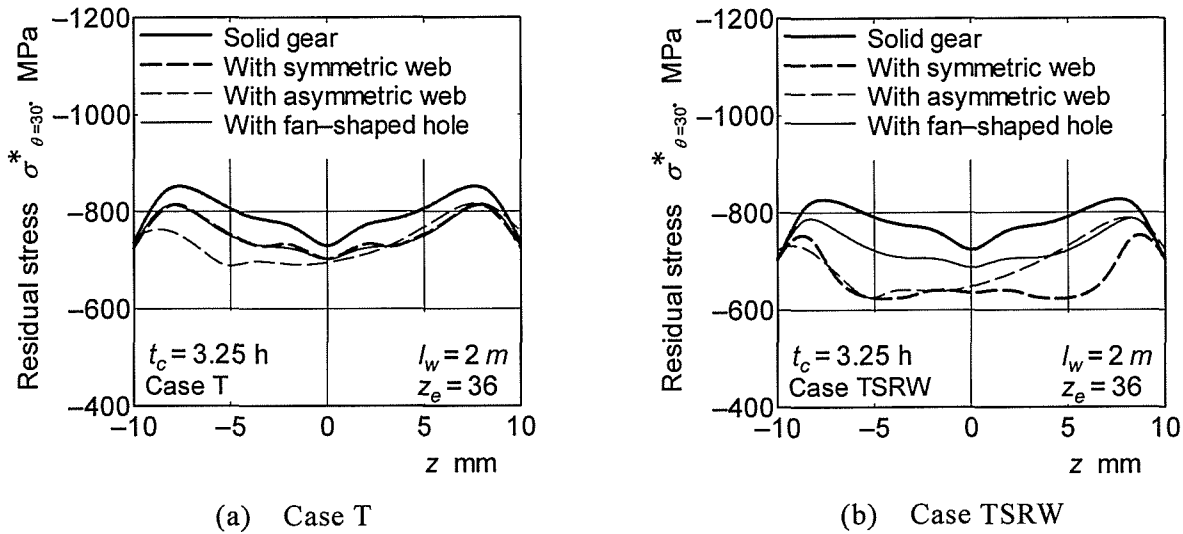 Residual stress σ*θ=30° MPa
–1200
–1000
–800
–600
–400
Solid gear
With symmetric web
With asymmetric web
With fan–shaped hole
tc = 3.25 h
lw = 2 m
Case T
ze = 36
–10
–5
0
5
10
z mm
(a) Case T
Residual stress σ*θ=30° MPa
–1200
–1000
–800
–600
–400
Solid gear
With symmetric web
With asymmetric web
With fan–shaped hole
tc = 3.25 h
lw = 2 m
Case TSRW
ze = 36
–10
–5
0
5
10
z mm
(b) Case TSRW